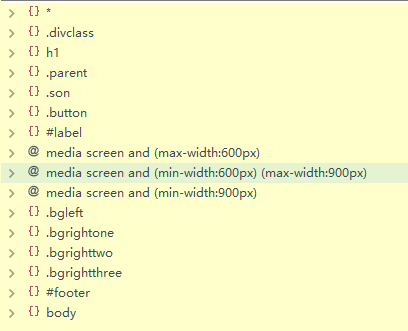 {} *
{} .divclass
{} h1
{} .parent
{} .son
{} .button
{} #label
@ media screen and (max-width:600px)
@ media screen and (min-width:600px) (max-width:900px)
@ media screen and (min-width:900px)
{} .bgleft
{} .bgrightone
{} .bgrighttwo
{} .bgrightthree
{} #footer
{} body